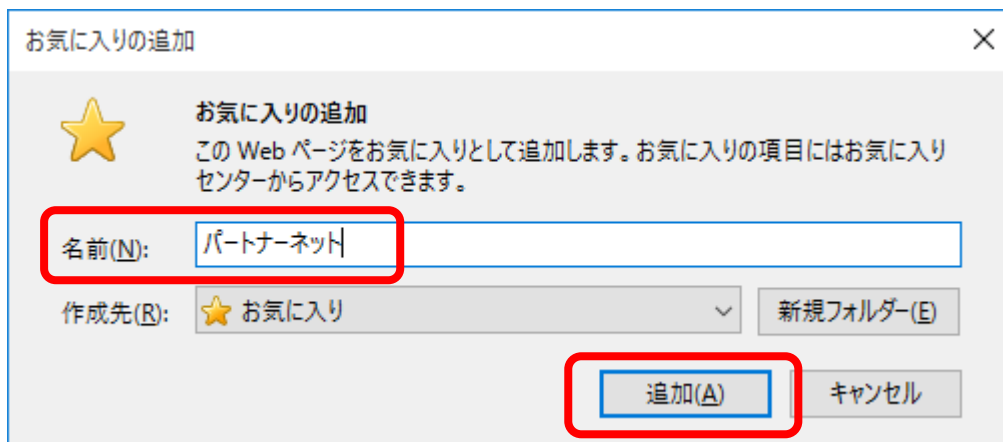 お気に入りの追加
お気に入りの追加
この Web ページをお気に入りとして追加します。お気に入りの項目にはお気に入り
センターからアクセスできます。
名前(N): パートナーネット
作成先(R): お気に入り 新規フォルダー(E)
追加(A) キャンセル